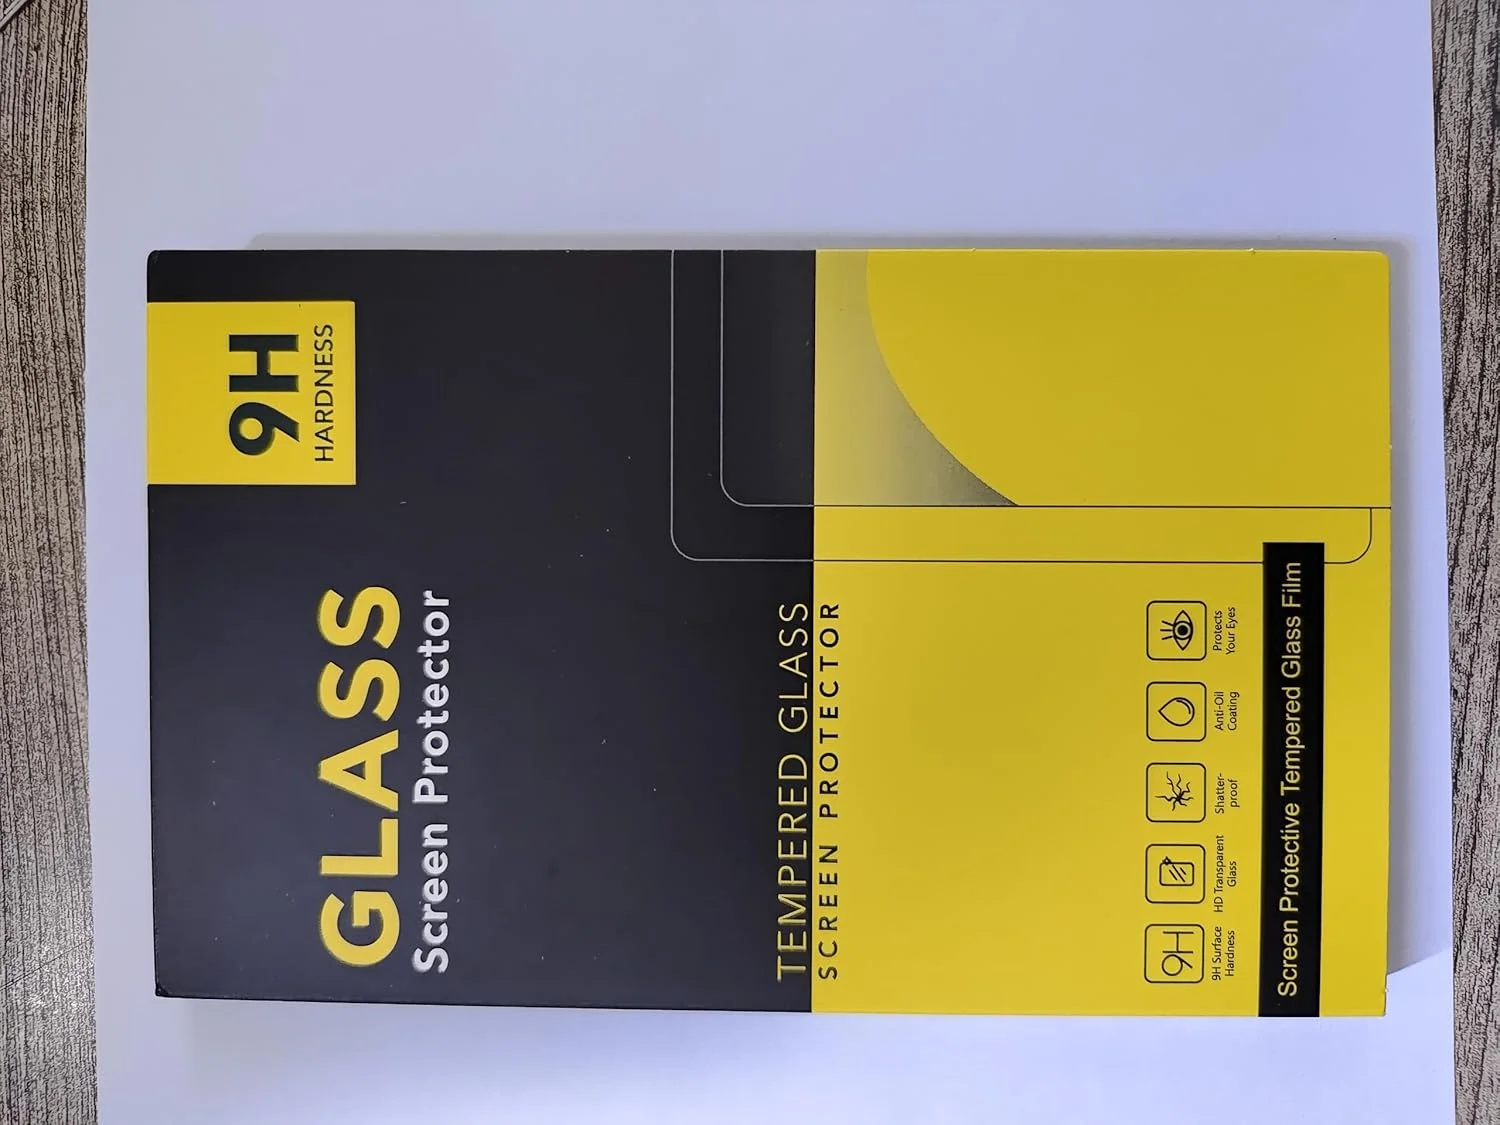 9H
HARDNESS
GLASS
Screen Protector
TEMPERED GLASS
SCREEN PROTECTOR
9H
9H Surface
Hardness
HD Transparent
Glass
Shatter-
proof
Anti-Oil
Coating
Protects
Your Eyes
Screen Protective Tempered Glass Film